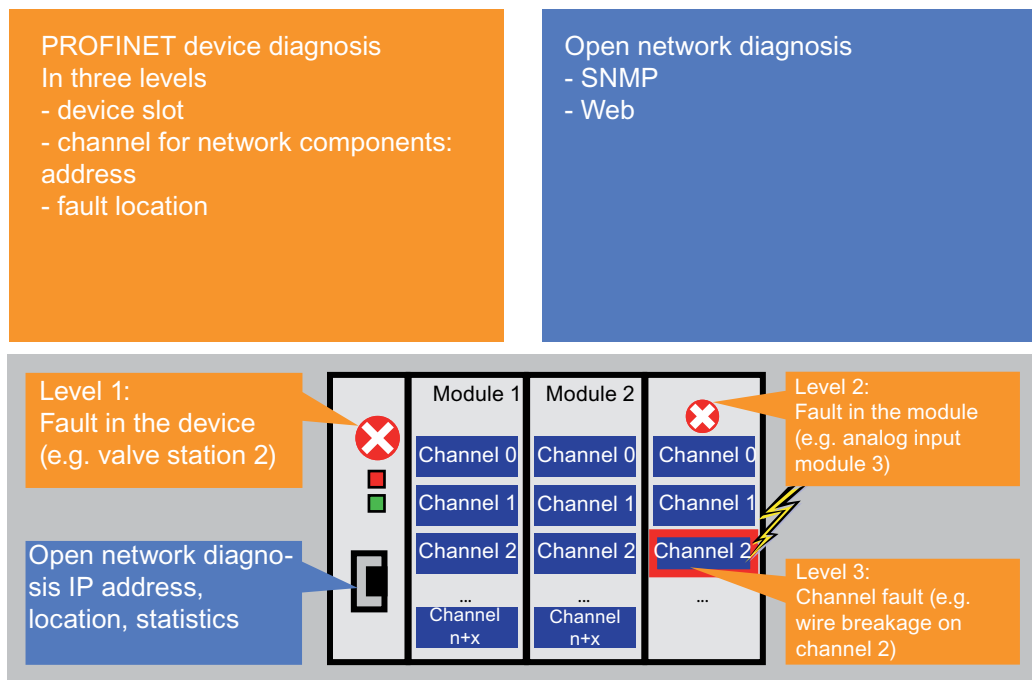 PROFINET device diagnosis
In three levels
- device slot
- channel for network components:
address
- fault location
Open network diagnosis
- SNMP
- Web
Level 1:
Fault in the device
(e.g. valve station 2)
Open network diagno-
sis IP address,
location, statistics
Module 1
Channel 0
Channel 1
Channel 2
...
Channel
n+x
Module 2
Channel 0
Channel 1
Channel 2
...
Channel
n+x
Channel 0
Channel 1
Channel 2
...
Level 2:
Fault in the module
(e.g. analog input
module 3)
Level 3:
Channel fault (e.g.
wire breakage on
channel 2)